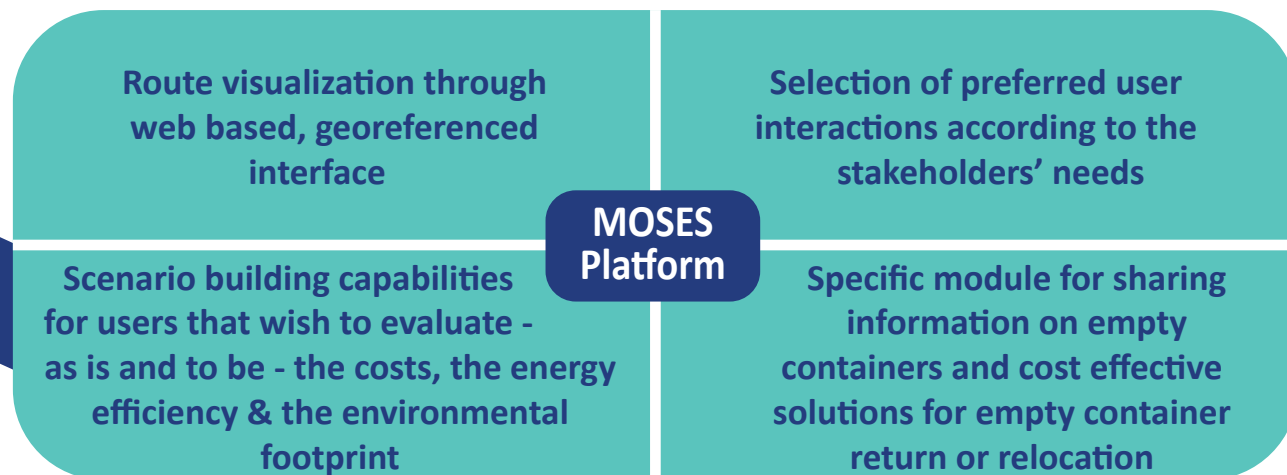 Route visualization through
web based, georeferenced
interface
Selection of preferred user
interactions according to the
stakeholders’ needs
MOSES
Platform
Scenario building capabilities
for users that wish to evaluate -
as is and to be - the costs, the energy
efficiency & the environmental
footprint
Specific module for sharing
information on empty
containers and cost effective
solutions for empty container
return or relocation